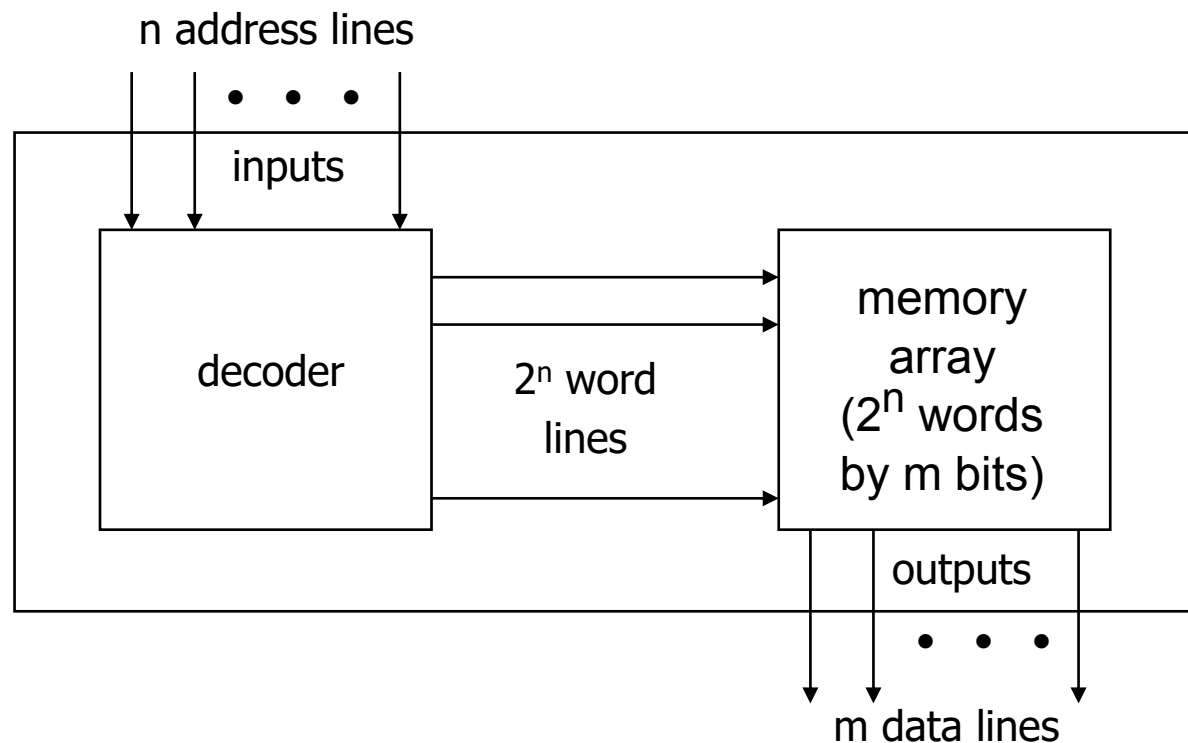 n address lines
inputs
decoder
2ⁿ word
lines
memory
array
(2ⁿ words
by m bits)
outputs
m data lines